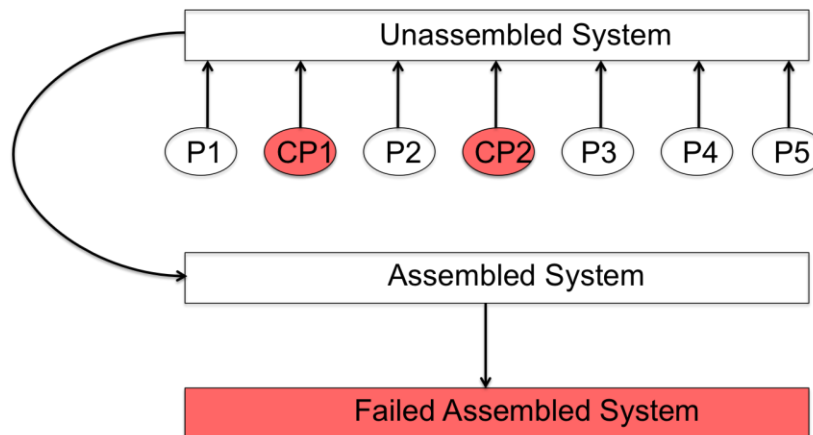 Unassembled System
P1 CP1 P2 CP2 P3 P4 P5
Assembled System
Failed Assembled System